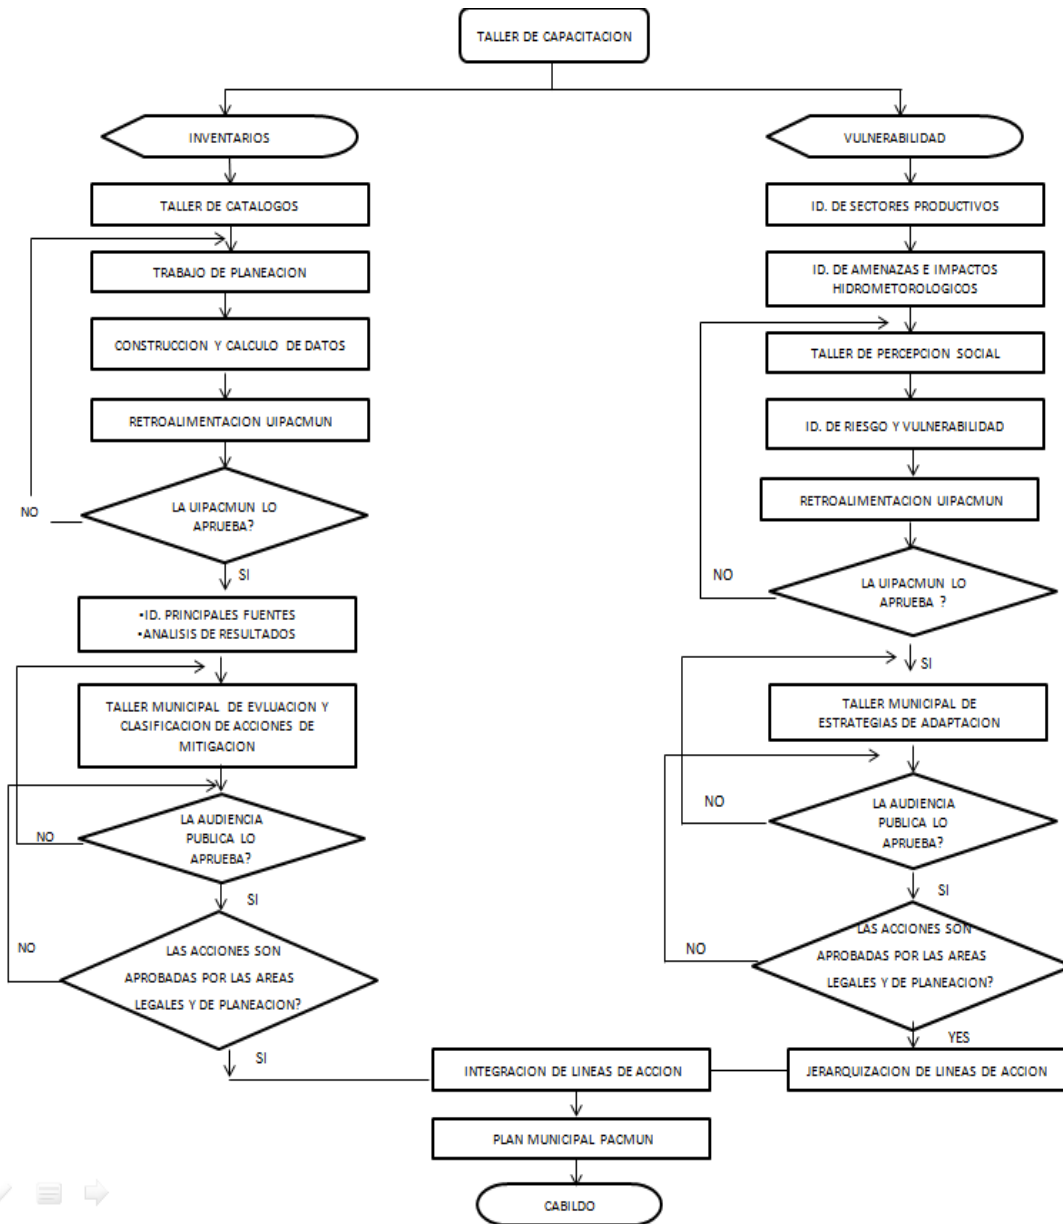 TALLER DE CAPACITACION
INVENTARIOS
TALLER DE CATALOGOS
TRABAJO DE PLANEACION
CONSTRUCCION Y CALCULO DE DATOS
RETROALIMENTACION UIPACMUN
LA UIPACMUN LO
APRUEBA?
NO
SI
•ID. PRINCIPALES FUENTES
•ANALISIS DE RESULTADOS
TALLER MUNICIPAL DE EVLUACION Y
CLASIFICACION DE ACCIONES DE
MITIGACION
LA AUDIENCIA
PUBLICA LO
APRUEBA?
NO
SI
LAS ACCIONES SON
APROBADAS POR LAS AREAS
LEGALES Y DE PLANEACION?
NO
SI
VULNERABILIDAD
ID. DE SECTORES PRODUCTIVOS
ID. DE AMENAZAS E IMPACTOS
HIDROMETOROLOGICOS
TALLER DE PERCEPCION SOCIAL
ID. DE RIESGO Y VULNERABILIDAD
RETROALIMENTACION UIPACMUN
LA UIPACMUN LO
APRUEBA ?
NO
SI
TALLER MUNICIPAL DE
ESTRATEGIAS DE ADAPTACION
LA AUDIENCIA
PUBLICA LO
APRUEBA?
NO
SI
LAS ACCIONES SON
APROBADAS POR LAS AREAS
LEGALES Y DE PLANEACION?
NO
YES
JERARQUIZACION DE LINEAS DE ACCION
INTEGRACION DE LINEAS DE ACCION
PLAN MUNICIPAL PACMUN
CABILDO